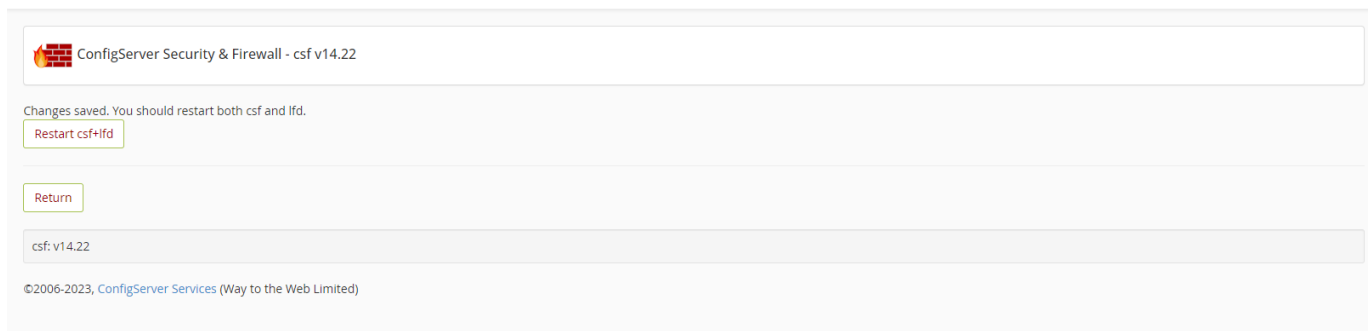 ConfigServer Security & Firewall - csf v14.22
Changes saved. You should restart both csf and lfd.
Restart csf+lfd
Return
csf: v14.22
©2006-2023, ConfigServer Services (Way to the Web Limited)